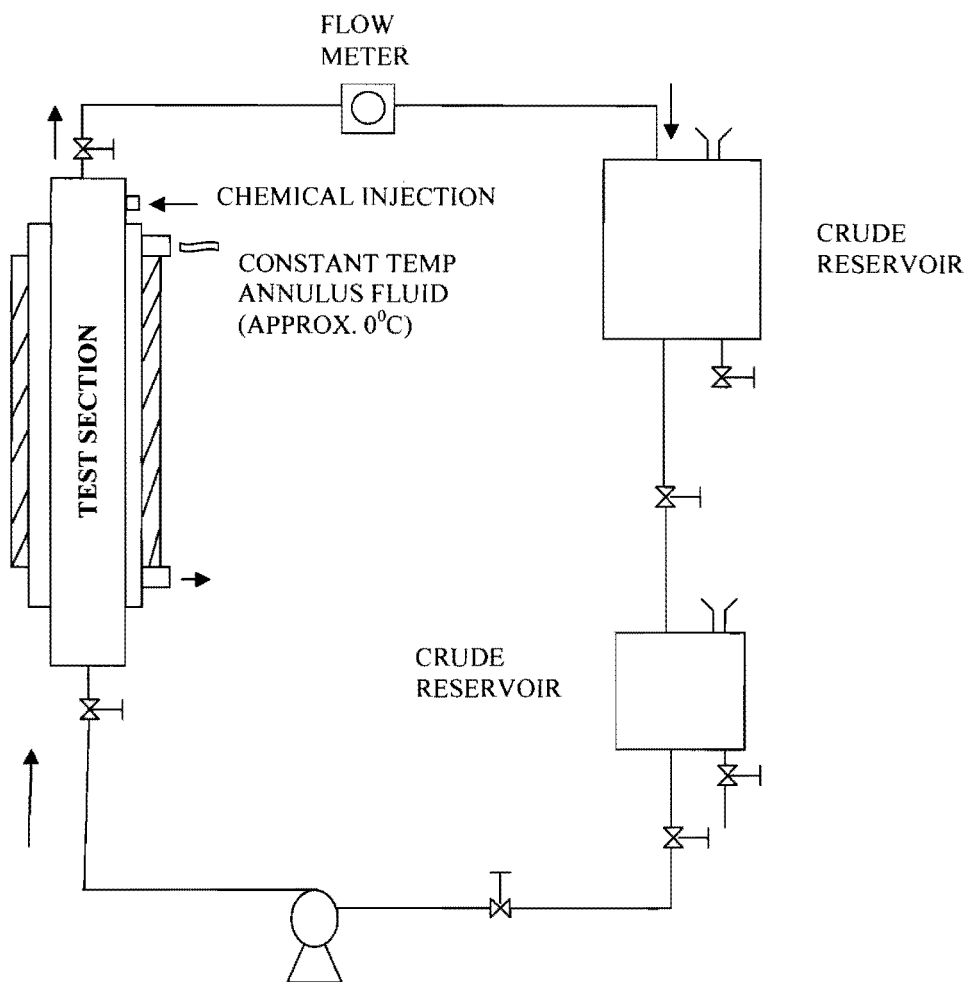 FLOW
METER
CHEMICAL INJECTION
CONSTANT TEMP
ANNULUS FLUID
(APPROX. 0⁰C)
TEST SECTION
CRUDE
RESERVOIR
CRUDE
RESERVOIR